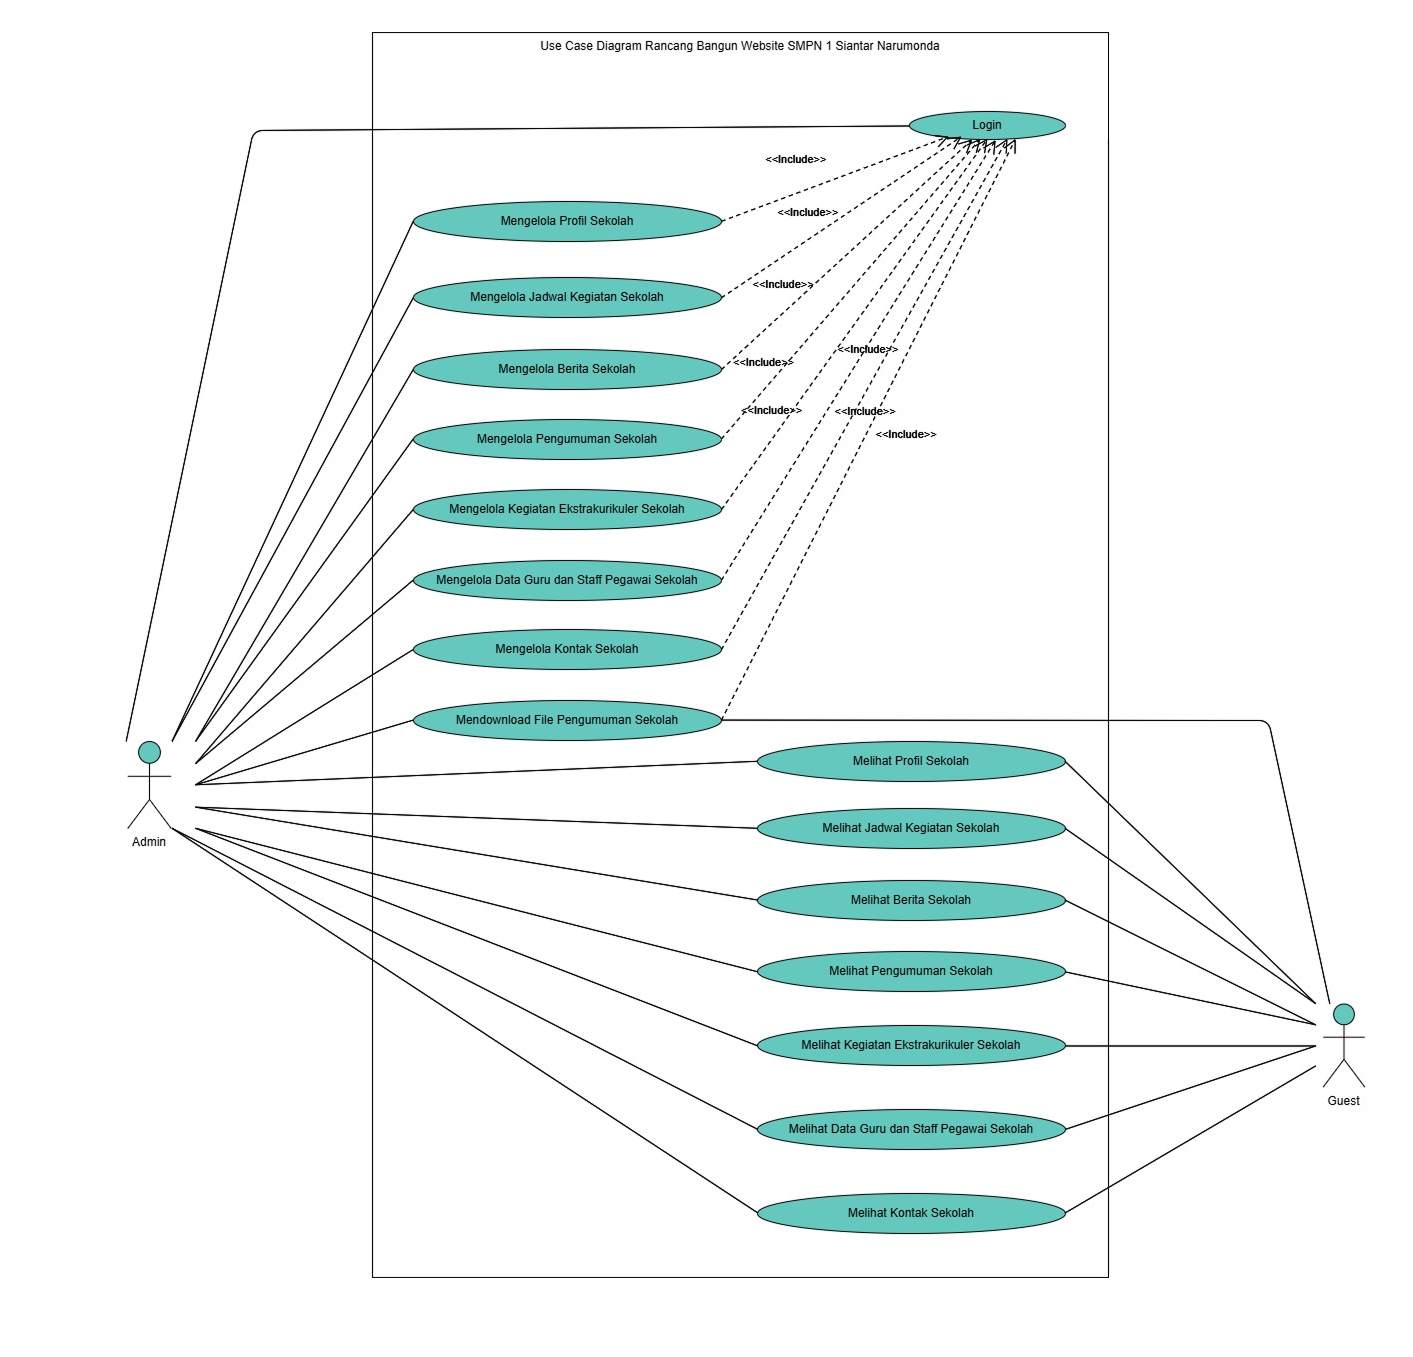 Use Case Diagram Rancang Bangun Website SMPN 1 Siantar Narumonda
Login
<<Include>>
Mengelola Profil Sekolah
<<Include>>
Mengelola Jadwal Kegiatan Sekolah
<<Include>>
Mengelola Berita Sekolah
<<Include>>
<<Include>>
Mengelola Pengumuman Sekolah
<<Include>>
<<Include>>
<<Include>>
Mengelola Kegiatan Ekstrakurikuler Sekolah
Mengelola Data Guru dan Staff Pegawai Sekolah
Mengelola Kontak Sekolah
Mendownload File Pengumuman Sekolah
Melihat Profil Sekolah
Melihat Jadwal Kegiatan Sekolah
Admin
Melihat Berita Sekolah
Melihat Pengumuman Sekolah
Melihat Kegiatan Ekstrakurikuler Sekolah
Guest
Melihat Data Guru dan Staff Pegawai Sekolah
Melihat Kontak Sekolah